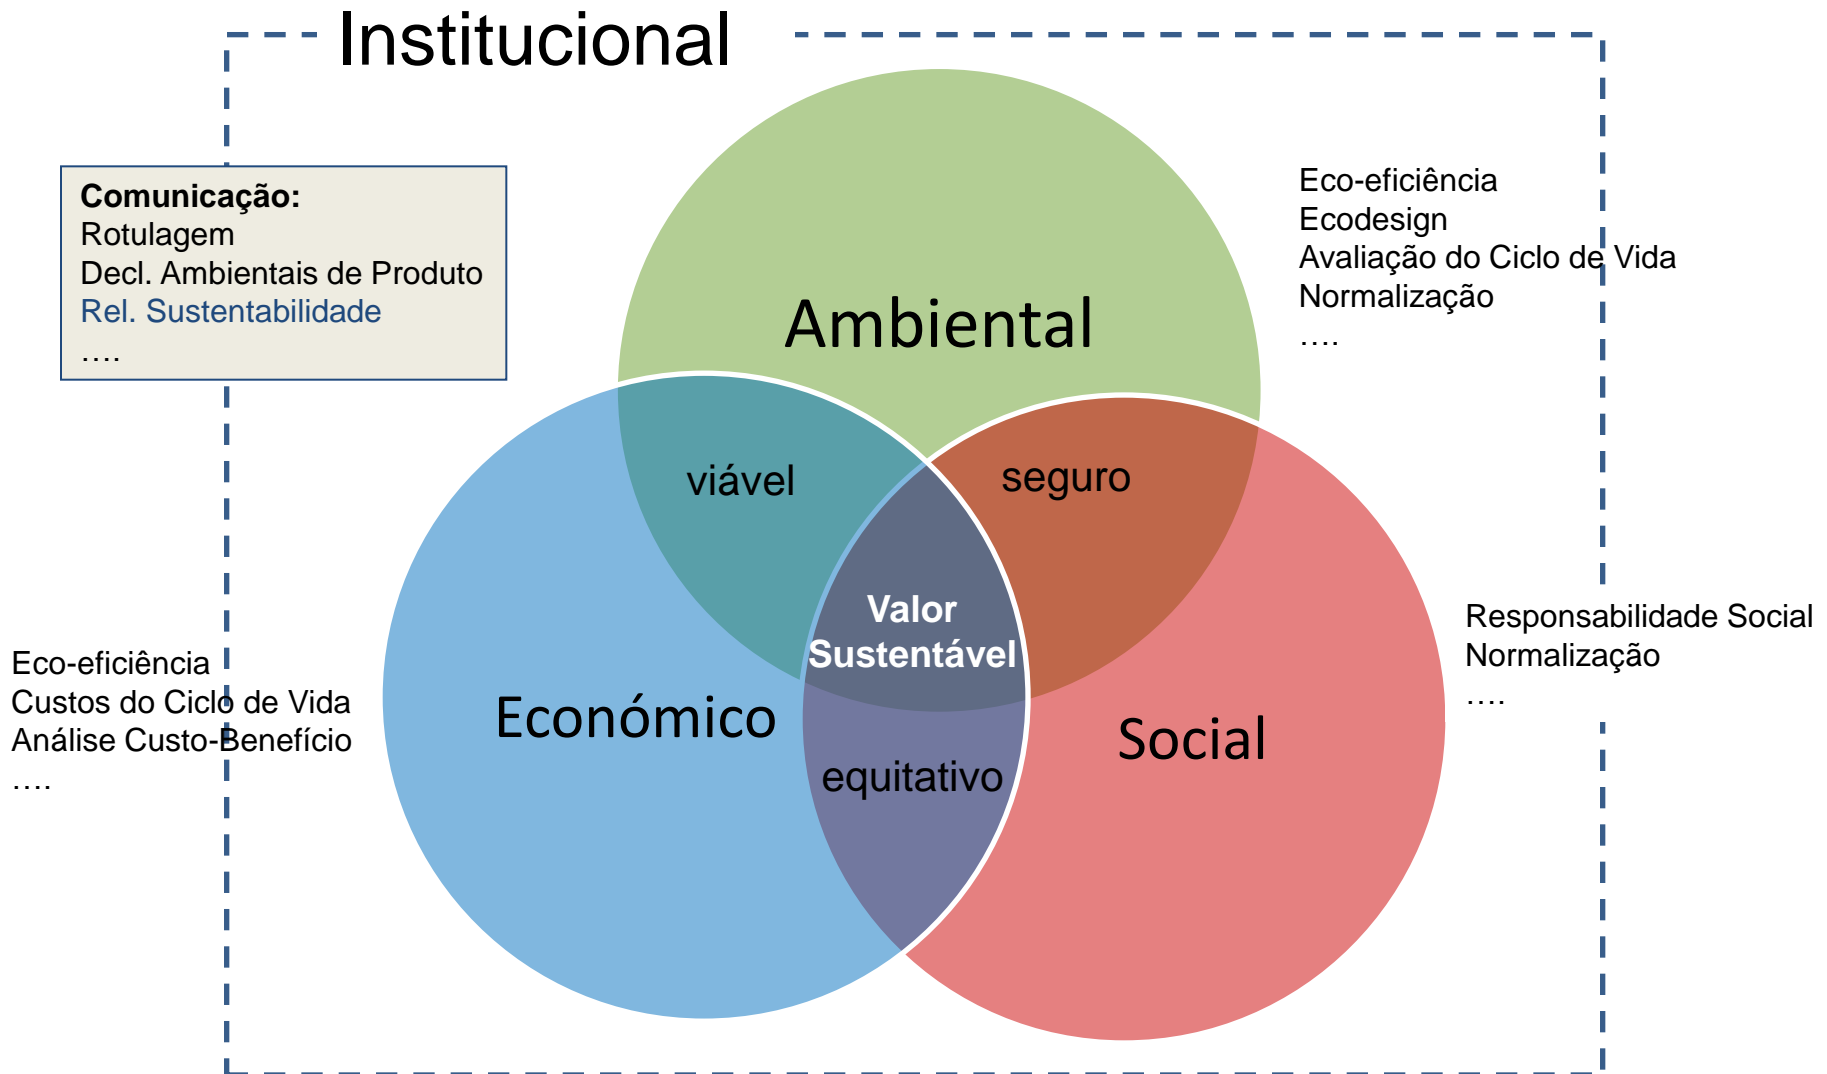 Institucional
Comunicação:
Rotulagem
Decl. Ambientais de Produto
Rel. Sustentabilidade
….
Eco-eficiência
Ecodesign
Avaliação do Ciclo de Vida
Normalização
….
Ambiental
viável
seguro
Valor
Sustentável
Eco-eficiência
Custos do Ciclo de Vida
Análise Custo-Benefício
….
Económico
Social
equitativo
Responsabilidade Social
Normalização
….